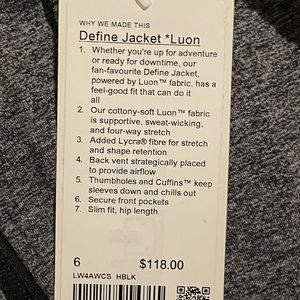 WHY WE MADE THIS
Define Jacket *Luon
1. Whether you're up for adventure
or ready for downtime, our
fan-favourite Define Jacket,
powered by Luon™ fabric, has a
feel-good fit that can do it
all
2. Our cottony-soft Luon™ fabric
is supportive, sweat-wicking,
and four-way stretch
3. Added Lycra® fibre for stretch
and shape retention
4. Back vent strategically placed
to provide airflow
5. Thumbholes and Cuffins™ keep
sleeves down and chills out
6. Secure front pockets
7. Slim fit, hip length
6 $118.00
LW4AWCS HBLK